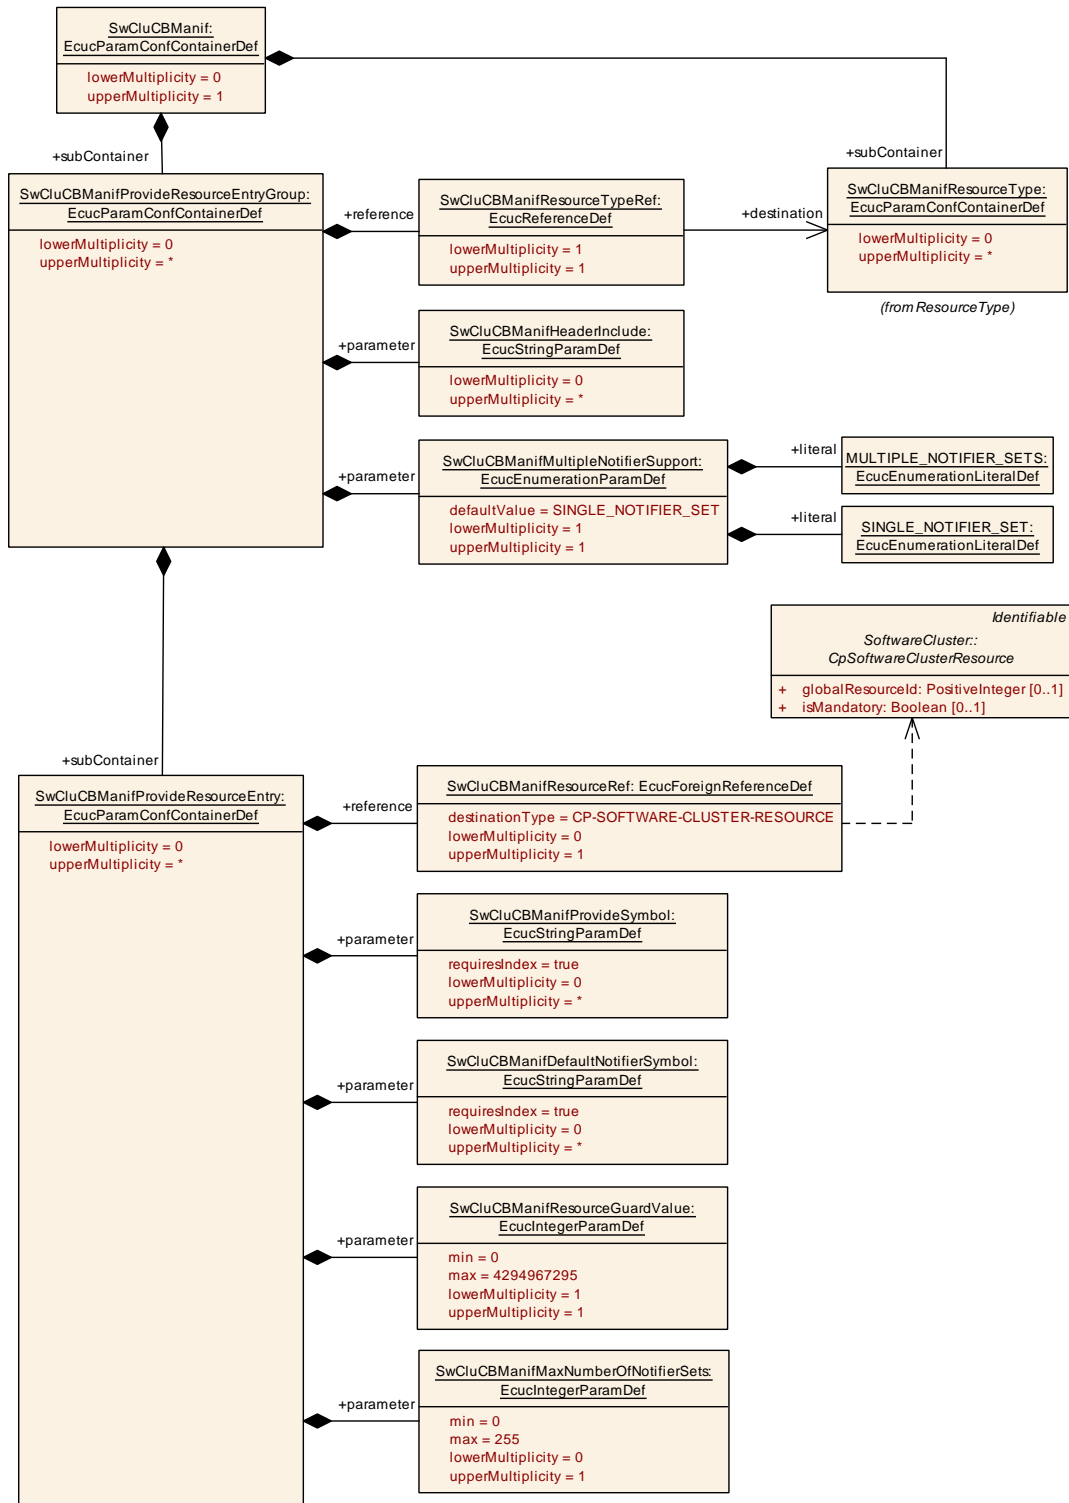 SwCluCBManif:
EcucParamConfContainerDef
lowerMultiplicity = 0
upperMultiplicity = 1
+subContainer
+subContainer
SwCluCBManifProvideResourceEntryGroup:
EcucParamConfContainerDef
lowerMultiplicity = 0
upperMultiplicity = *
+reference
SwCluCBManifResourceTypeRef:
EcucReferenceDef
lowerMultiplicity = 1
upperMultiplicity = 1
+destination
SwCluCBManifResourceType:
EcucParamConfContainerDef
lowerMultiplicity = 0
upperMultiplicity = *
(from ResourceType)
+parameter
SwCluCBManifHeaderInclude:
EcucStringParamDef
lowerMultiplicity = 0
upperMultiplicity = *
+parameter
SwCluCBManifMultipleNotifierSupport:
EcucEnumerationParamDef
defaultValue = SINGLE_NOTIFIER_SET
lowerMultiplicity = 1
upperMultiplicity = 1
+literal
MULTIPLE_NOTIFIER_SETS:
EcucEnumerationLiteralDef
+literal
SINGLE_NOTIFIER_SET:
EcucEnumerationLiteralDef
Identifiable
SoftwareCluster::
CpSoftwareClusterResource
+ globalResourceId: PositiveInteger [0..1]
+ isMandatory: Boolean [0..1]
+subContainer
SwCluCBManifProvideResourceEntry:
EcucParamConfContainerDef
lowerMultiplicity = 0
upperMultiplicity = *
+reference
SwCluCBManifResourceRef: EcucForeignReferenceDef
destinationType = CP-SOFTWARE-CLUSTER-RESOURCE
lowerMultiplicity = 0
upperMultiplicity = 1
+parameter
SwCluCBManifProvideSymbol:
EcucStringParamDef
requiresIndex = true
lowerMultiplicity = 0
upperMultiplicity = *
+parameter
SwCluCBManifDefaultNotifierSymbol:
EcucStringParamDef
requiresIndex = true
lowerMultiplicity = 0
upperMultiplicity = *
+parameter
SwCluCBManifResourceGuardValue:
EcucIntegerParamDef
min = 0
max = 4294967295
lowerMultiplicity = 1
upperMultiplicity = 1
+parameter
SwCluCBManifMaxNumberOfNotifierSets:
EcucIntegerParamDef
min = 0
max = 255
lowerMultiplicity = 0
upperMultiplicity = 1